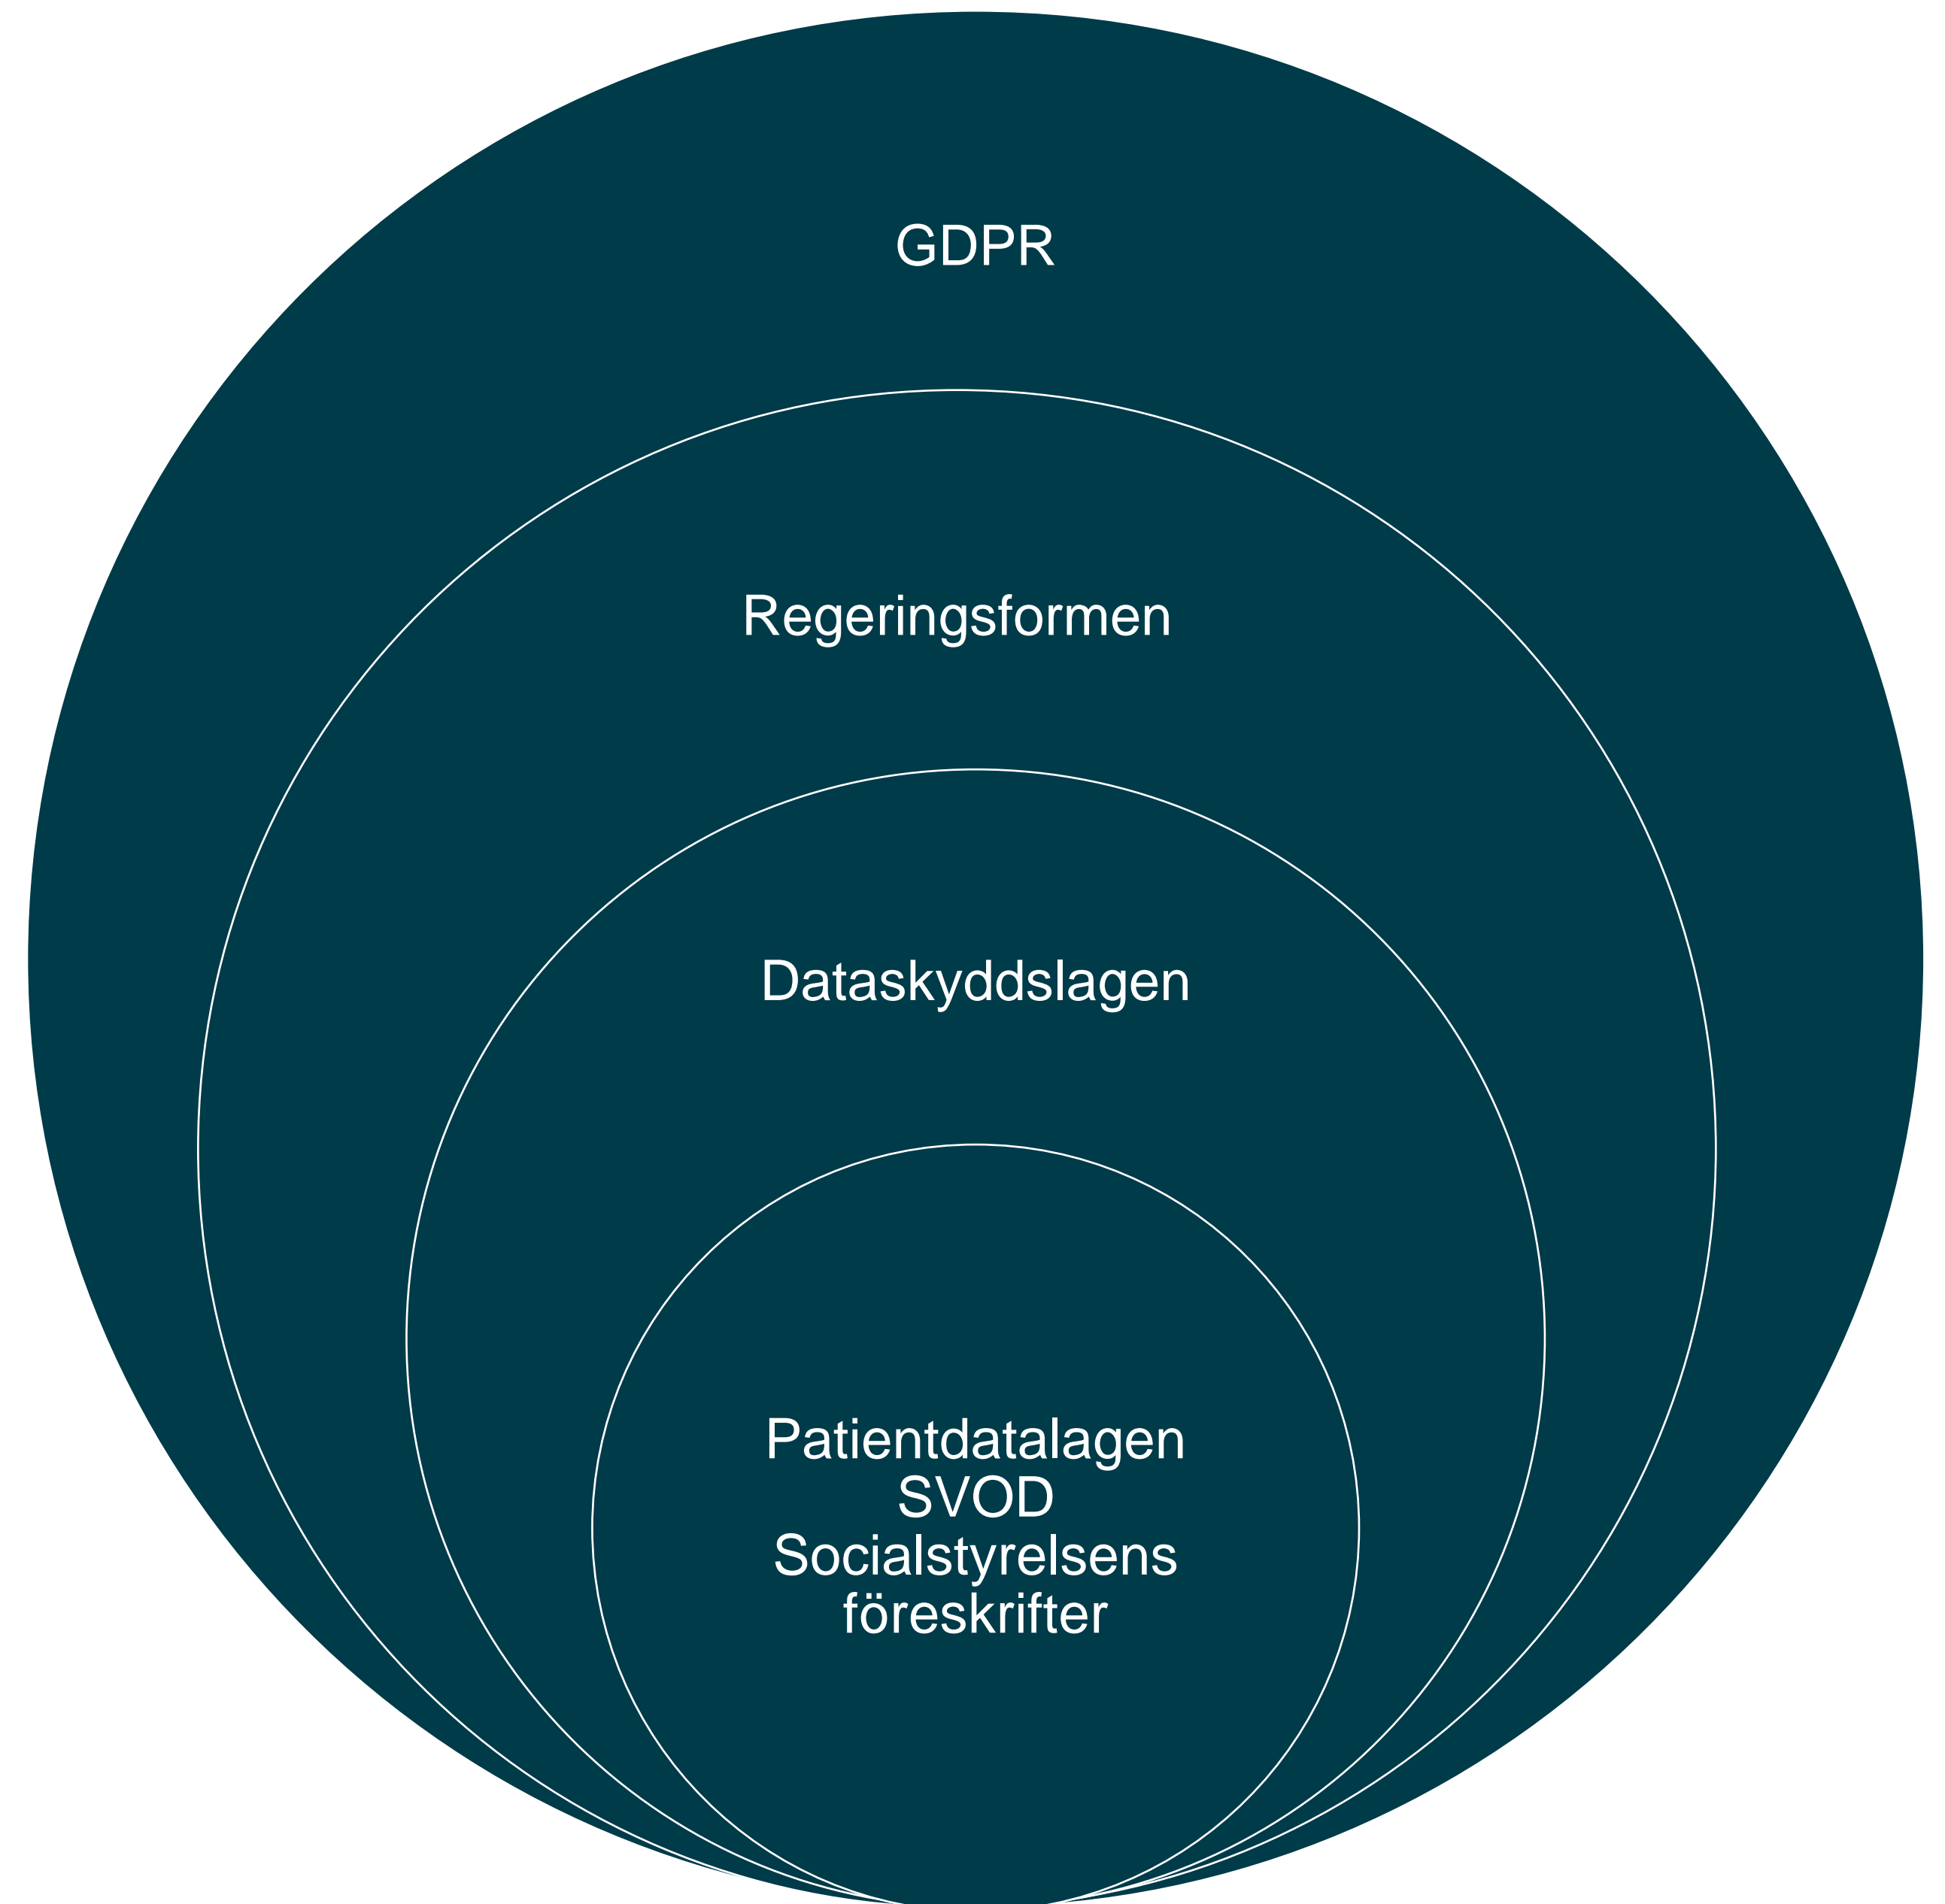 GDPR
Regeringsformen
Dataskyddslagen
Patientdatalagen
SVOD
Socialstyrelsens
föreskrifter